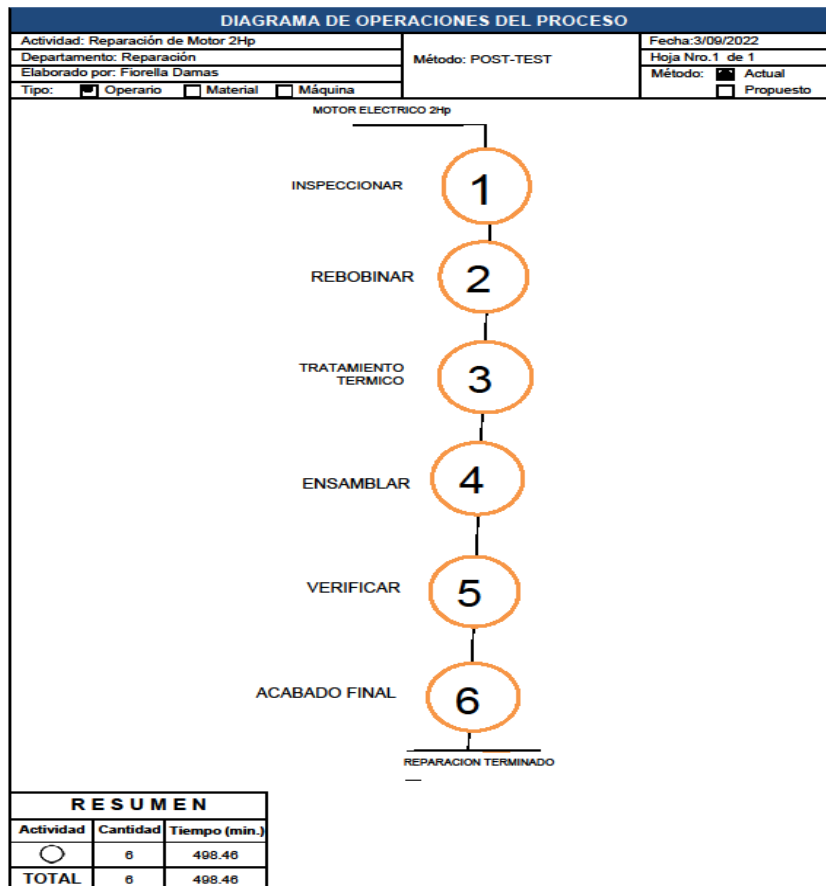 DIAGRAMA DE OPERACIONES DEL PROCESO
Actividad: Reparación de Motor 2Hp
Departamento: Reparación
Elaborado por: Fiorella Damas
Tipo: Operario Material Máquina
Método: POST-TEST
Fecha:3/09/2022
Hoja Nro.1 de 1
Método: Actual
Propuesto
MOTOR ELECTRICO 2Hp
INSPECCIONAR 1
REBOBINAR 2
TRATAMIENTO
TERMICO 3
ENSAMBLAR 4
VERIFICAR 5
ACABADO FINAL 6
REPARACION TERMINADO
RESUMEN
Actividad Cantidad Tiempo (min.)
6 498.46
TOTAL 6 498.46